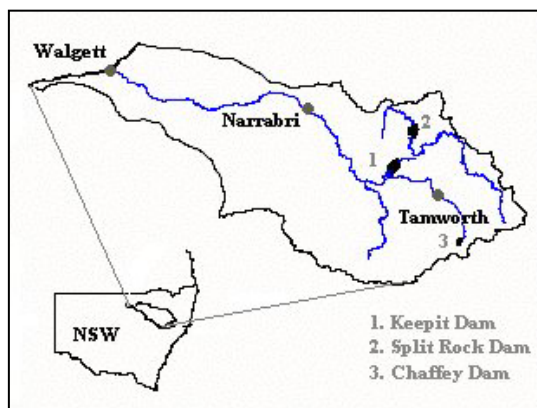 Walgett
Narrabri
2
1
Tamworth
3
NSW
1. Keepit Dam
2. Split Rock Dam
3. Chaffey Dam